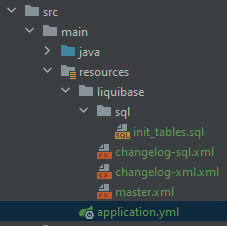 src
main
java
resources
liquibase
sql
init_tables.sql
changelog-sql.xml
changelog-xml.xml
master.xml
application.yml